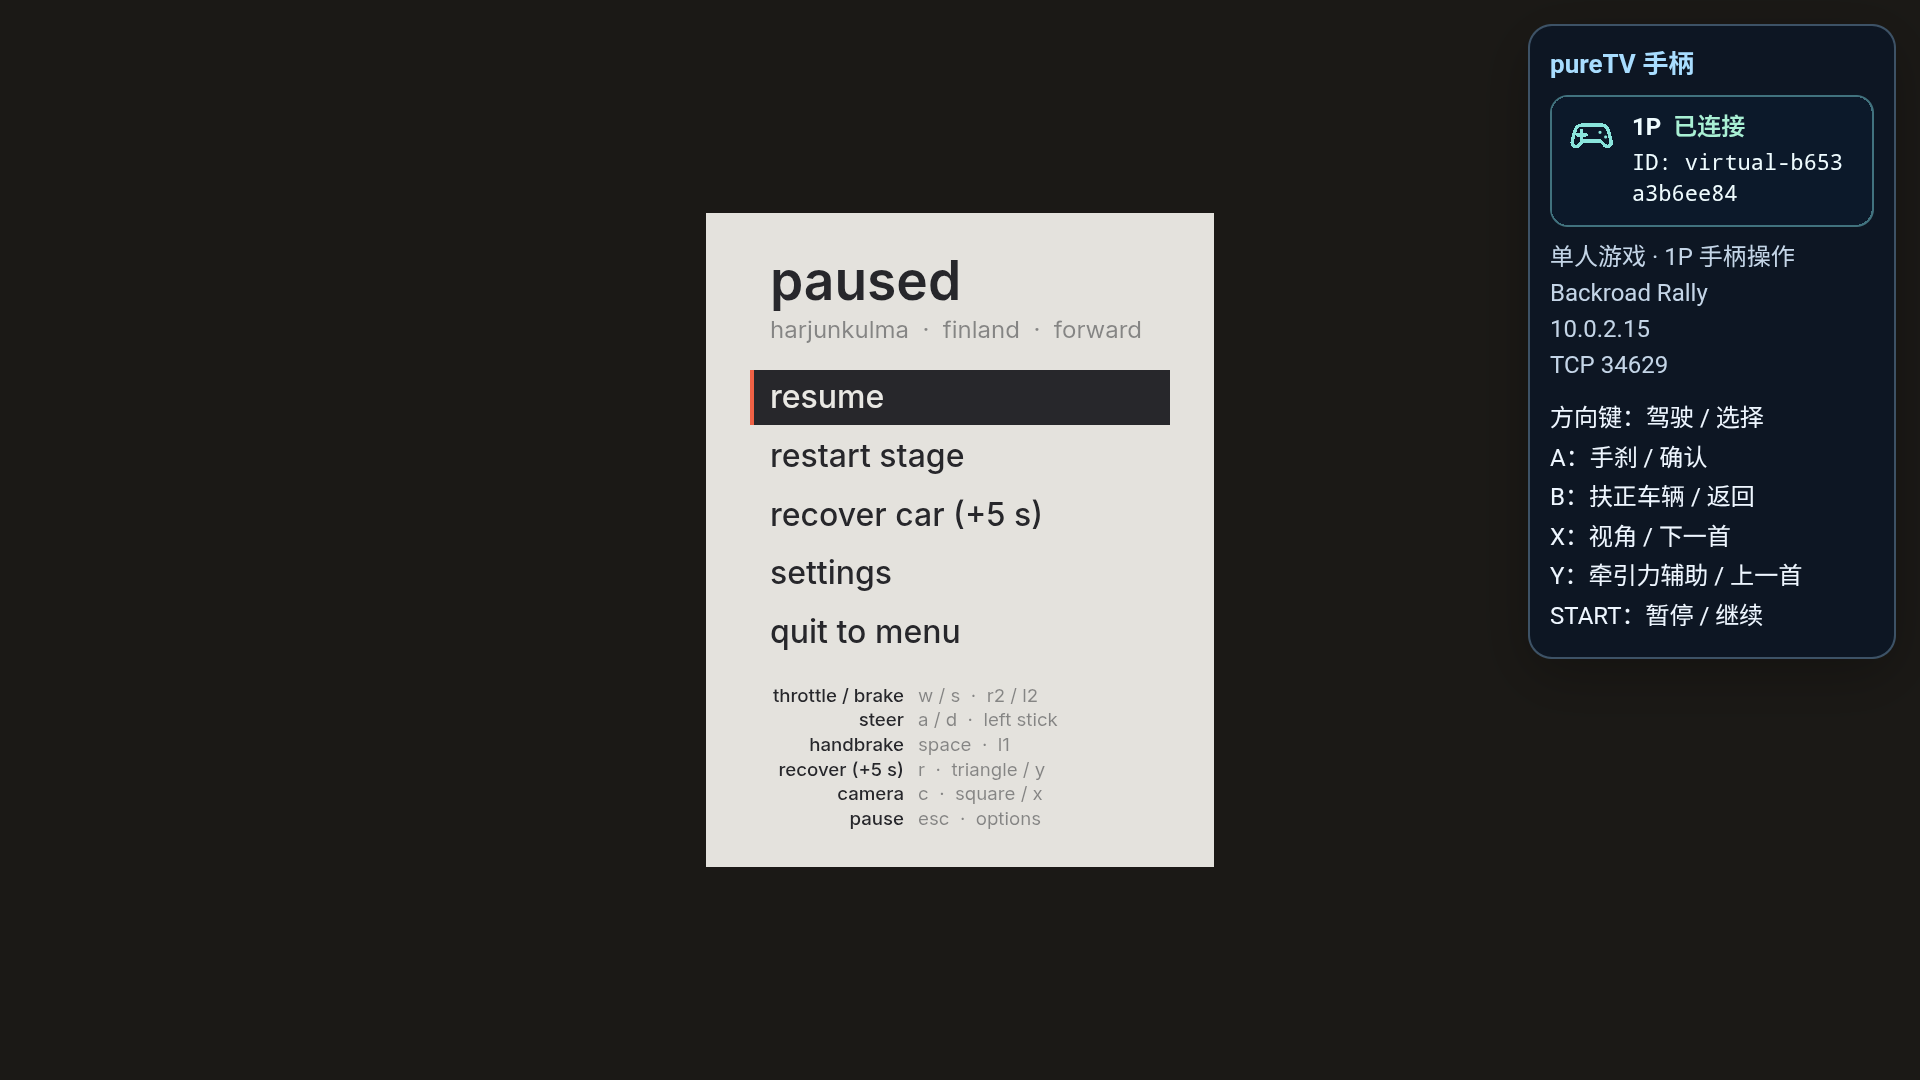 paused
harjunkulma · finland · forward
resume
restart stage
recover car (+5 s)
settings
quit to menu
throttle / brake w / s · r2 / l2
steer a / d · left stick
handbrake space · l1
recover (+5 s) r · triangle / y
camera c · square / x
pause esc · options
pureTV 手柄
1P 已连接
ID: virtual-b653
a3b6ee84
单人游戏 · 1P 手柄操作
Backroad Rally
10.0.2.15
TCP 34629
方向键：驾驶 / 选择
A：手刹 / 确认
B：扶正车辆 / 返回
X：视角 / 下一首
Y：牵引力辅助 / 上一首
START：暂停 / 继续